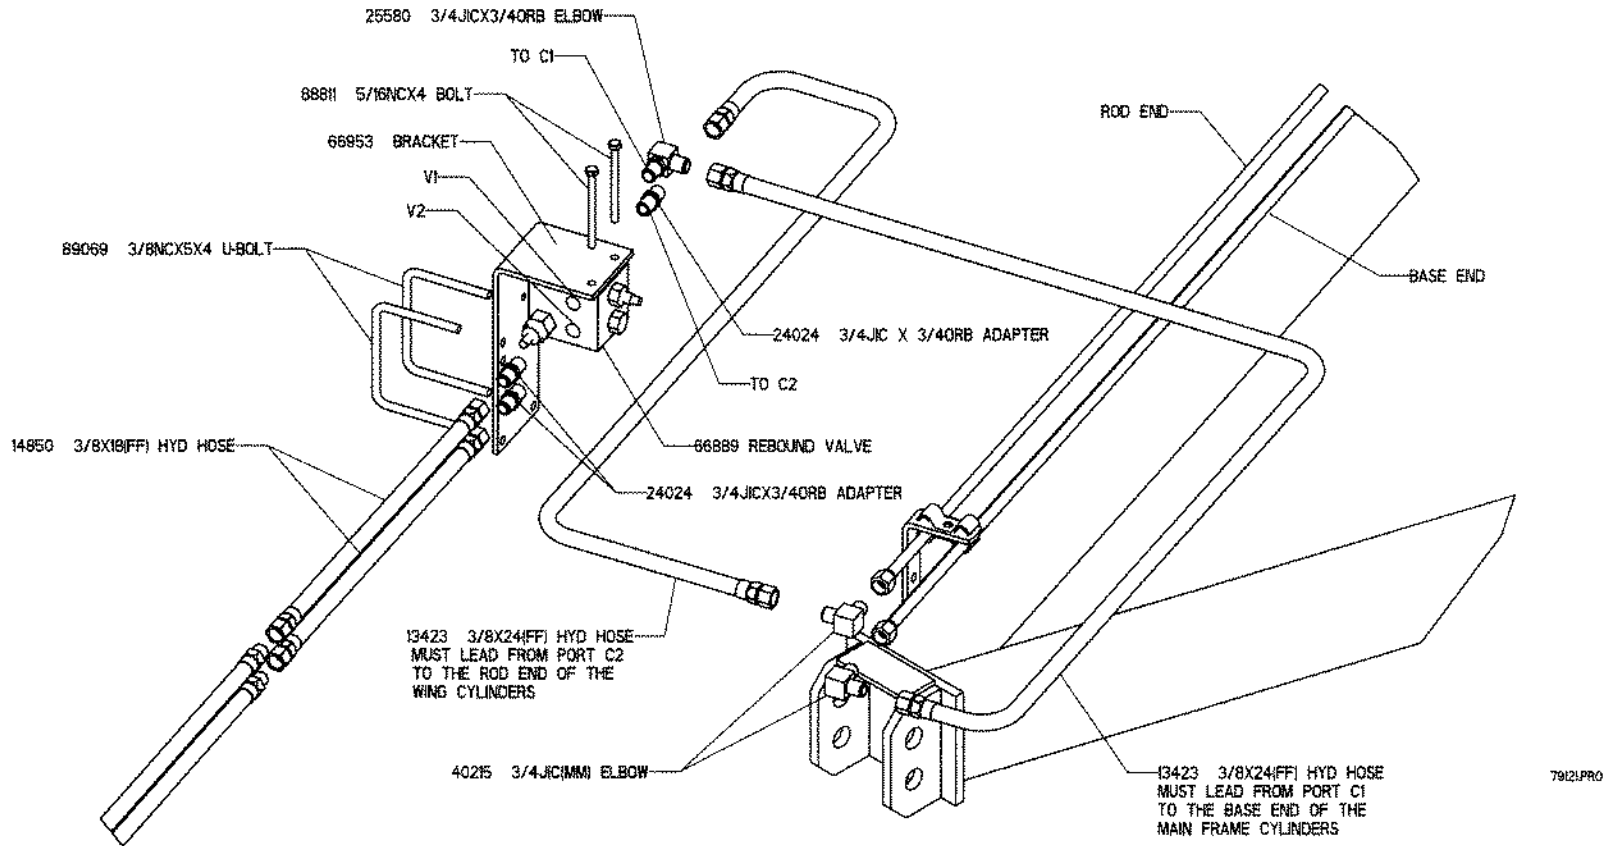 25580 3/4JICX3/4ORB ELBOW
TO C1
88811 5/16NCX4 BOLT
66953 BRACKET
V1
V2
89069 3/8NCX5X4 U-BOLT
ROD END
BASE END
24024 3/4JIC X 3/4ORB ADAPTER
TO C2
14850 3/8X18(FF) HYD HOSE
66889 REBOUND VALVE
24024 3/4JICX3/4ORB ADAPTER
13423 3/8X24(FF) HYD HOSE
MUST LEAD FROM PORT C2
TO THE ROD END OF THE
WING CYLINDERS
40215 3/4JIC(MM) ELBOW
13423 3/8X24(FF) HYD HOSE
MUST LEAD FROM PORT C1
TO THE BASE END OF THE
MAIN FRAME CYLINDERS
79121.PRO